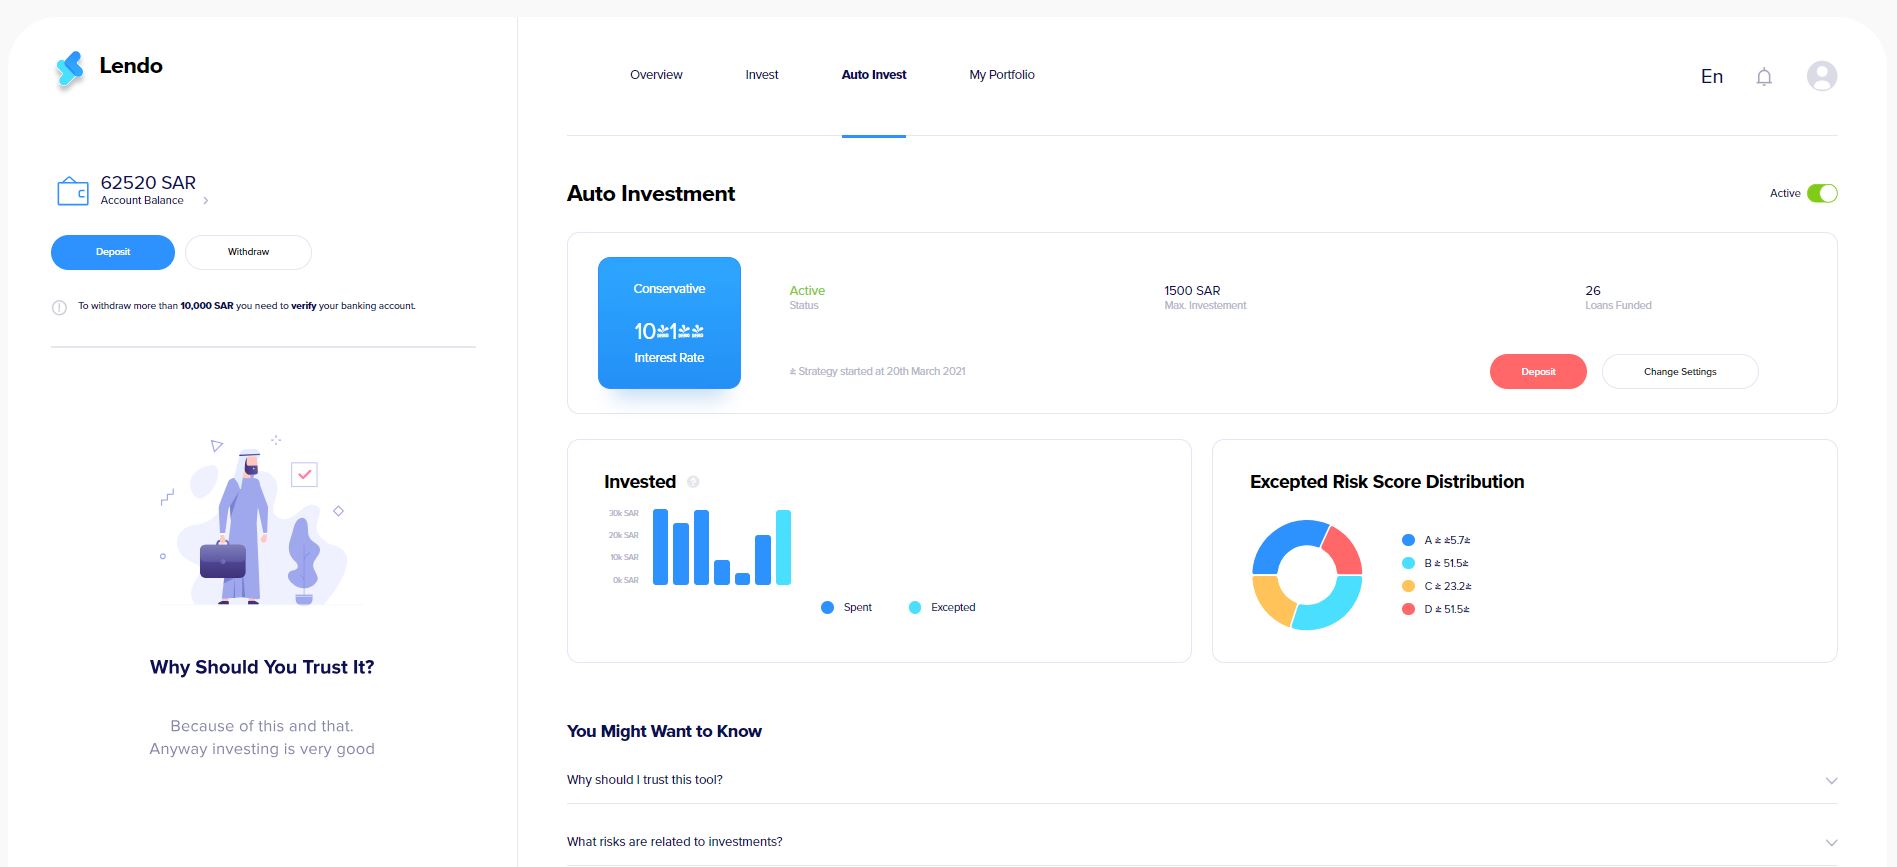 Lendo
Overview
Invest
Auto Invest
My Portfolio
En
62520 SAR
Account Balance
Deposit
Withdraw
To withdraw more than 10,000 SAR you need to verify your banking account.
Why Should You Trust It?
Because of this and that.
Anyway investing is very good
Auto Investment
Active
Conservative
Interest Rate
Active
Status
1500 SAR
Max. Investement
26
Loans Funded
Strategy started at 20th March 2021
Deposit
Change Settings
Invested
30k SAR
20k SAR
10k SAR
0k SAR
Spent
Excepted
Excepted Risk Score Distribution
A 5.7
B 51.5
C 23.2
D 51.5
You Might Want to Know
Why should I trust this tool?
What risks are related to investments?